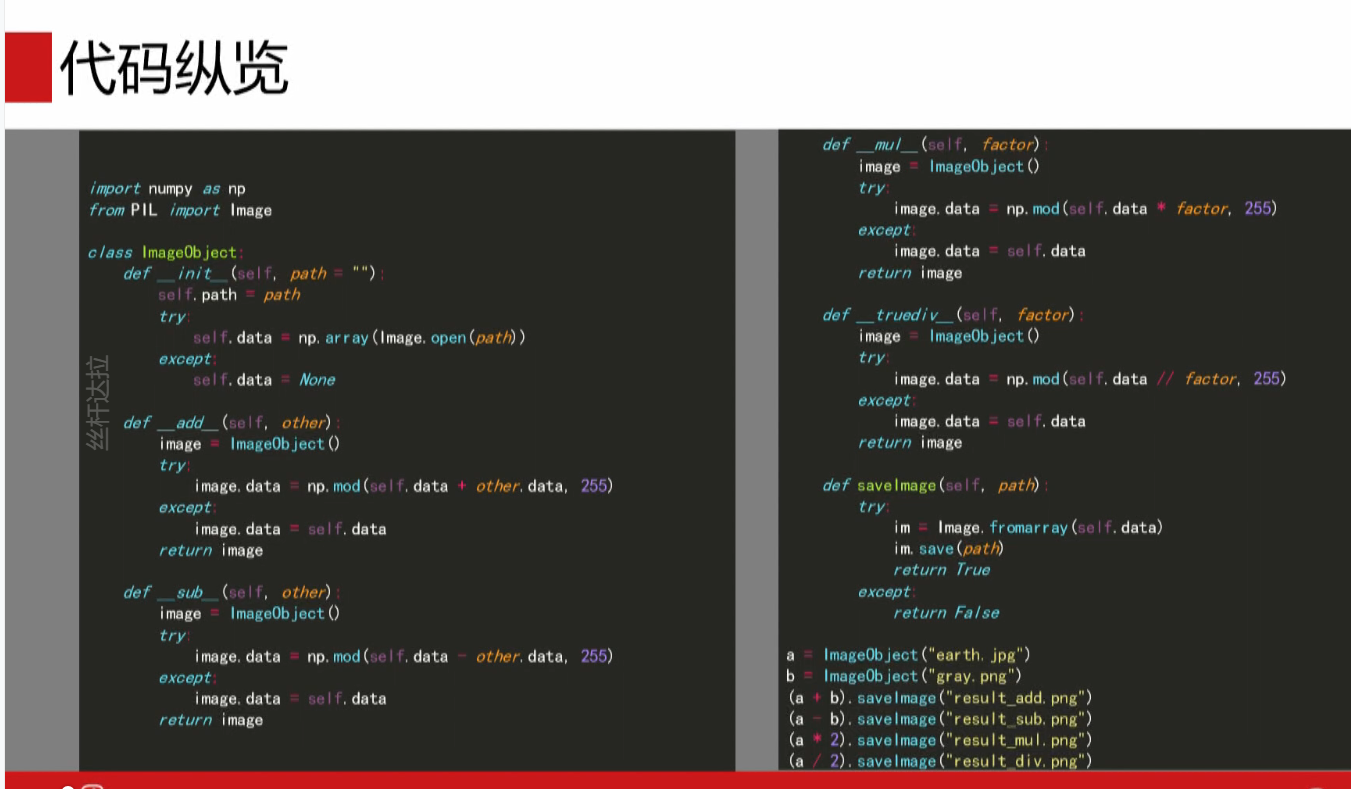 代码纵览
import numpy as np
from PIL import Image
class ImageObject:
    def __init__(self, path = ""):
        self.path = path
        try:
            self.data = np.array(Image.open(path))
        except:
            self.data = None
    def __add__(self, other):
        image = ImageObject()
        try:
            image.data = np.mod(self.data + other.data, 255)
        except:
            image.data = self.data
        return image
    def __sub__(self, other):
        image = ImageObject()
        try:
            image.data = np.mod(self.data - other.data, 255)
        except:
            image.data = self.data
        return image
丝杆达拉
    def __mul__(self, factor):
        image = ImageObject()
        try:
            image.data = np.mod(self.data * factor, 255)
        except:
            image.data = self.data
        return image
    def __truediv__(self, factor):
        image = ImageObject()
        try:
            image.data = np.mod(self.data // factor, 255)
        except:
            image.data = self.data
        return image
    def saveImage(self, path):
        try:
            im = Image.fromarray(self.data)
            im.save(path)
            return True
        except:
            return False
a = ImageObject("earth.jpg")
b = ImageObject("gray.png")
(a + b).saveImage("result_add.png")
(a - b).saveImage("result_sub.png")
(a * 2).saveImage("result_mul.png")
(a / 2).saveImage("result_div.png")